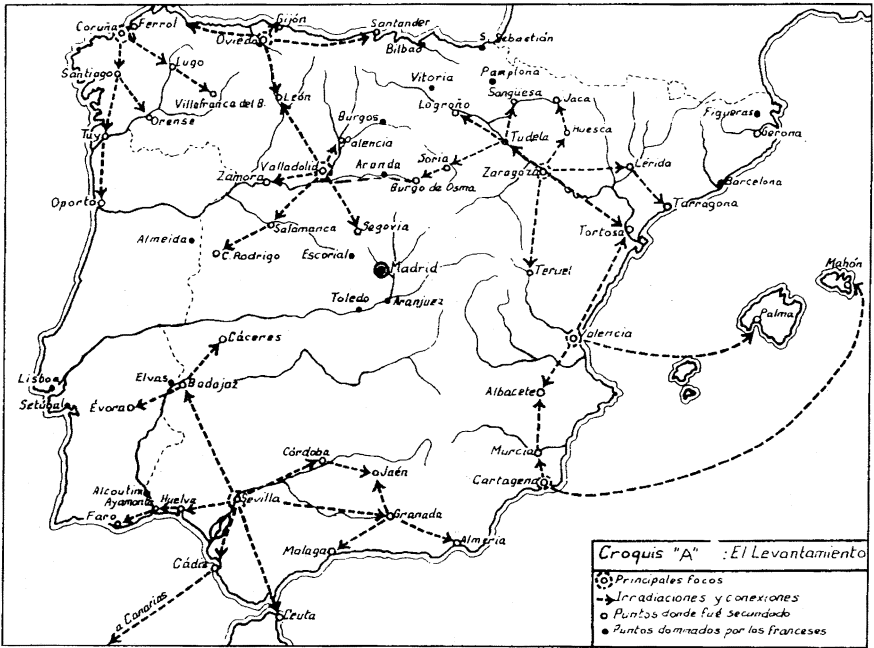 Coruña
Ferrol
Gijón
Oviedo
Santander
Bilbao
S. Sebastián
Santiago
Lugo
Villafranca del B.
León
Vitoria
Pamplona
Orense
Burgos
Logroño
Sangüesa
Jaca
Figueras
Gerona
Tuy
Palencia
Tudela
Huesca
Valladolid
Aranda
Soria
Zamora
Burgo de Osma
Zaragoza
Lérida
Barcelona
Oporto
Tarragona
Salamanca
Segovia
Tortosa
Almeida
C. Rodrigo
Escorial
Madrid
Teruel
Mahón
Toledo
Aranjuez
Palma
Cáceres
Valencia
Lisboa
Elvas
Badajoz
Setúbal
Évora
Albacete
Murcia
Córdoba
Jaén
Cartagena
Alcoutim
Ayamonte
Huelva
Sevilla
Faro
Granada
Almeria
Malaga
Cádiz
Ceuta
a Canarias
Croquis "A" : El Levantamiento
Principales focos
Irradiaciones y conexiones
Puntos donde fué secundado
Puntos dominados por los franceses